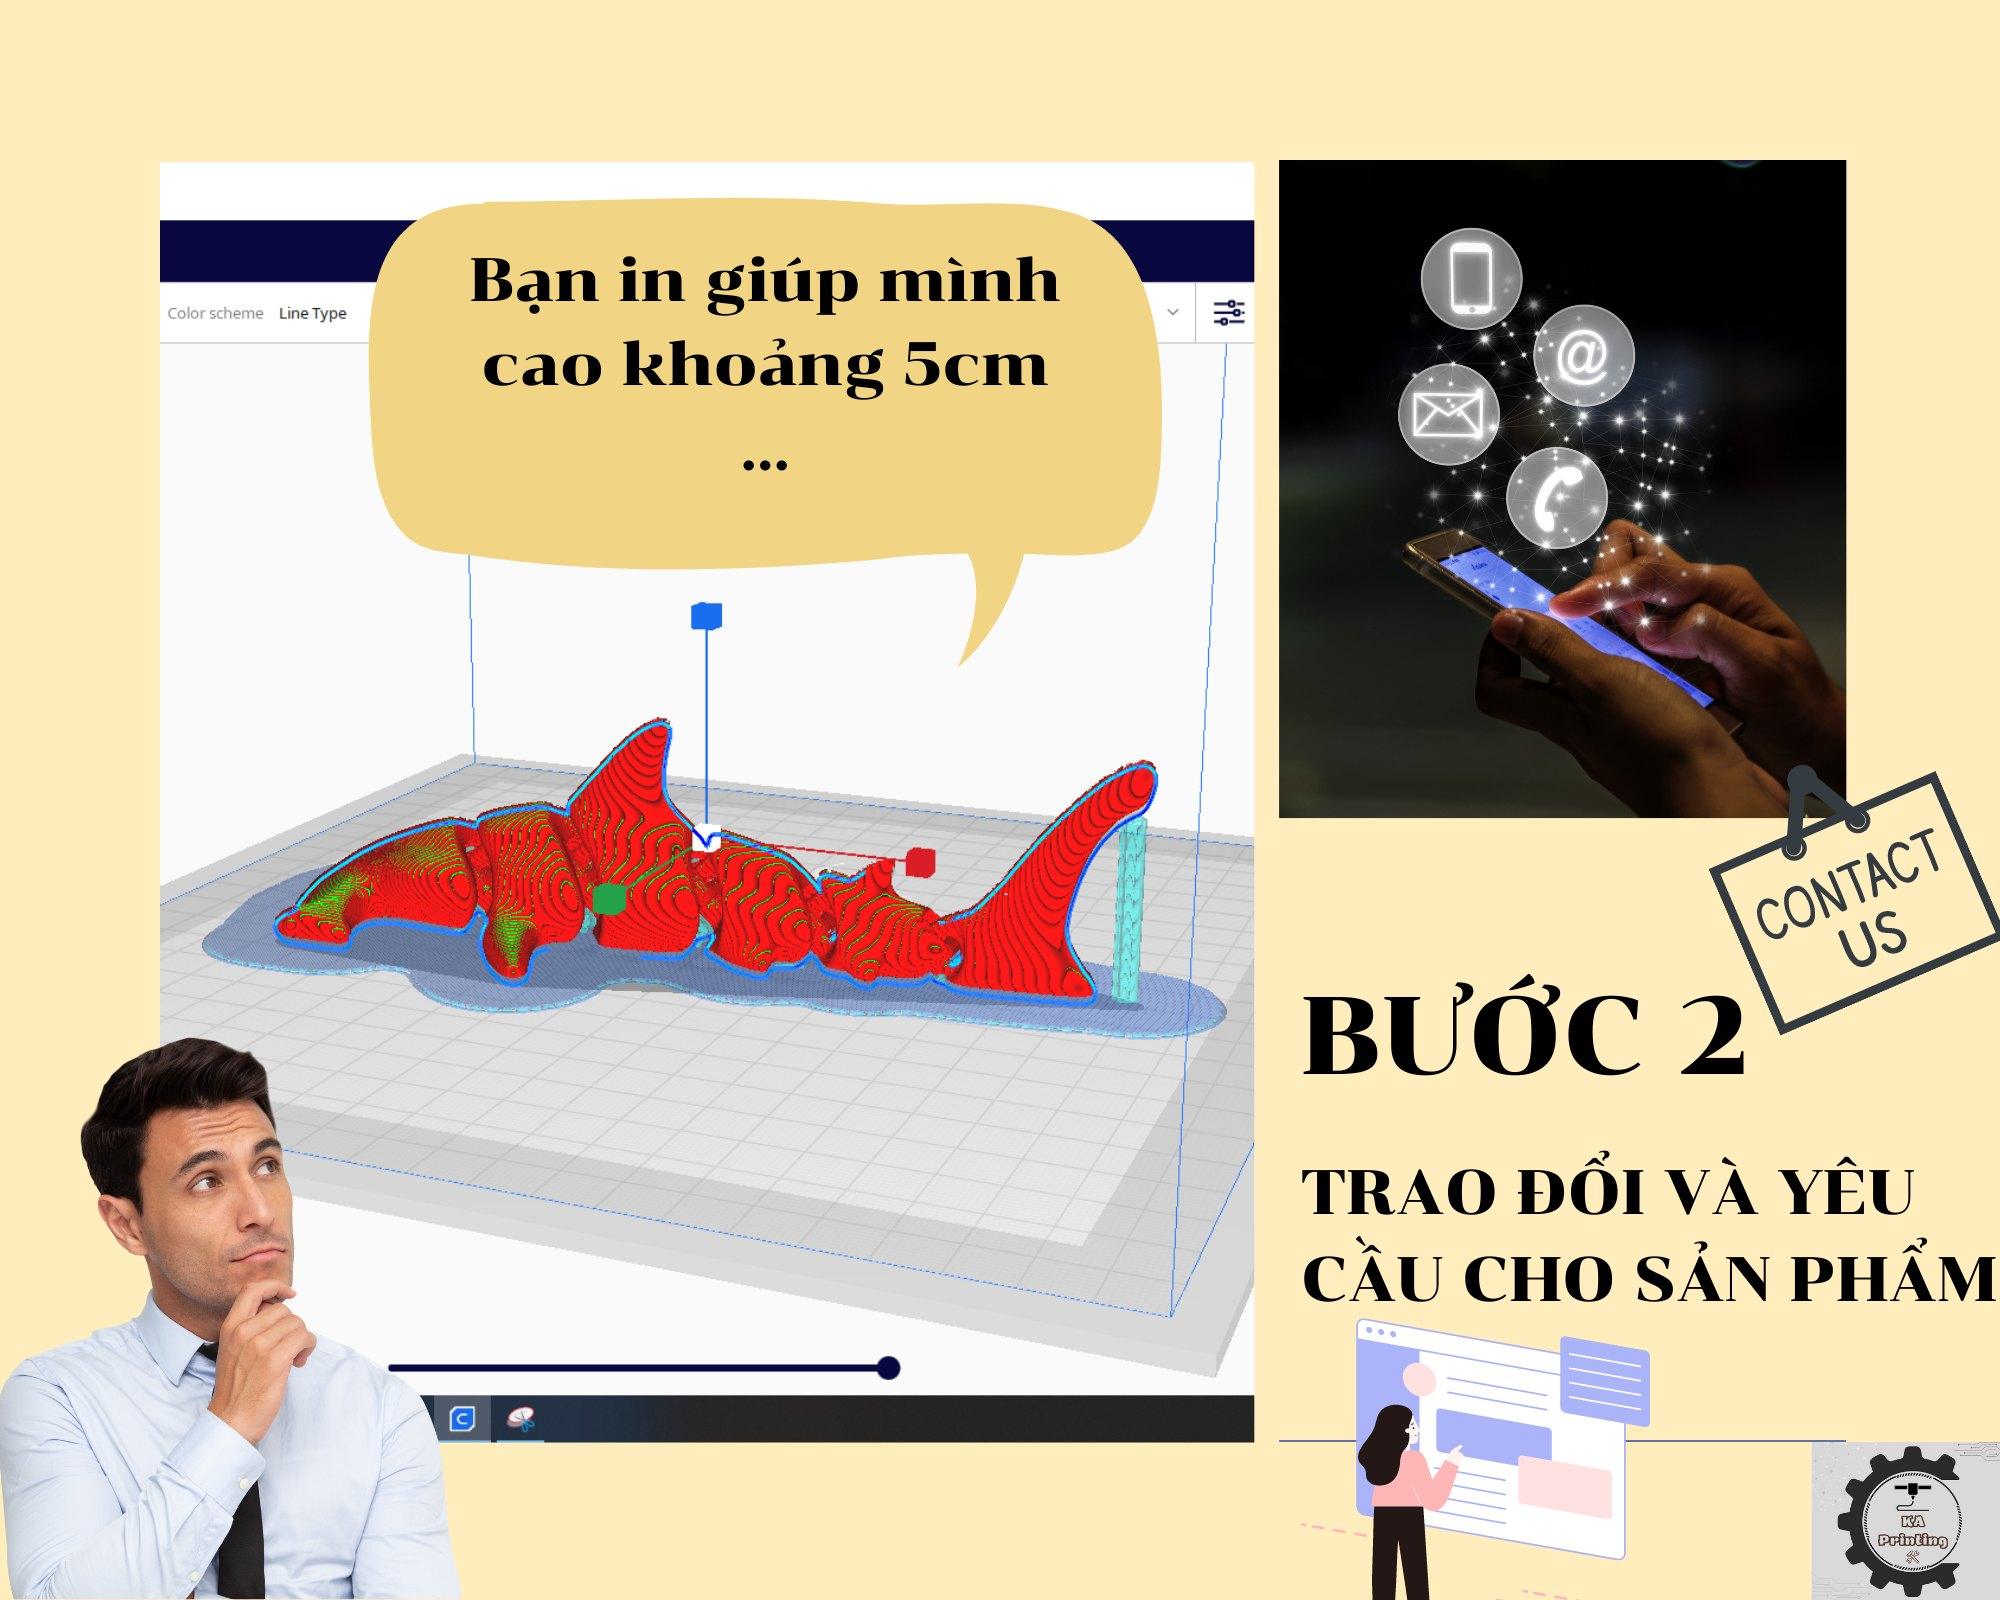 Bạn in giúp mình
cao khoảng 5cm
...
Color scheme Line Type
@
CONTACT
US
BƯỚC 2
TRAO ĐỔI VÀ YÊU
CẦU CHO SẢN PHẨM
C
KA
Printing